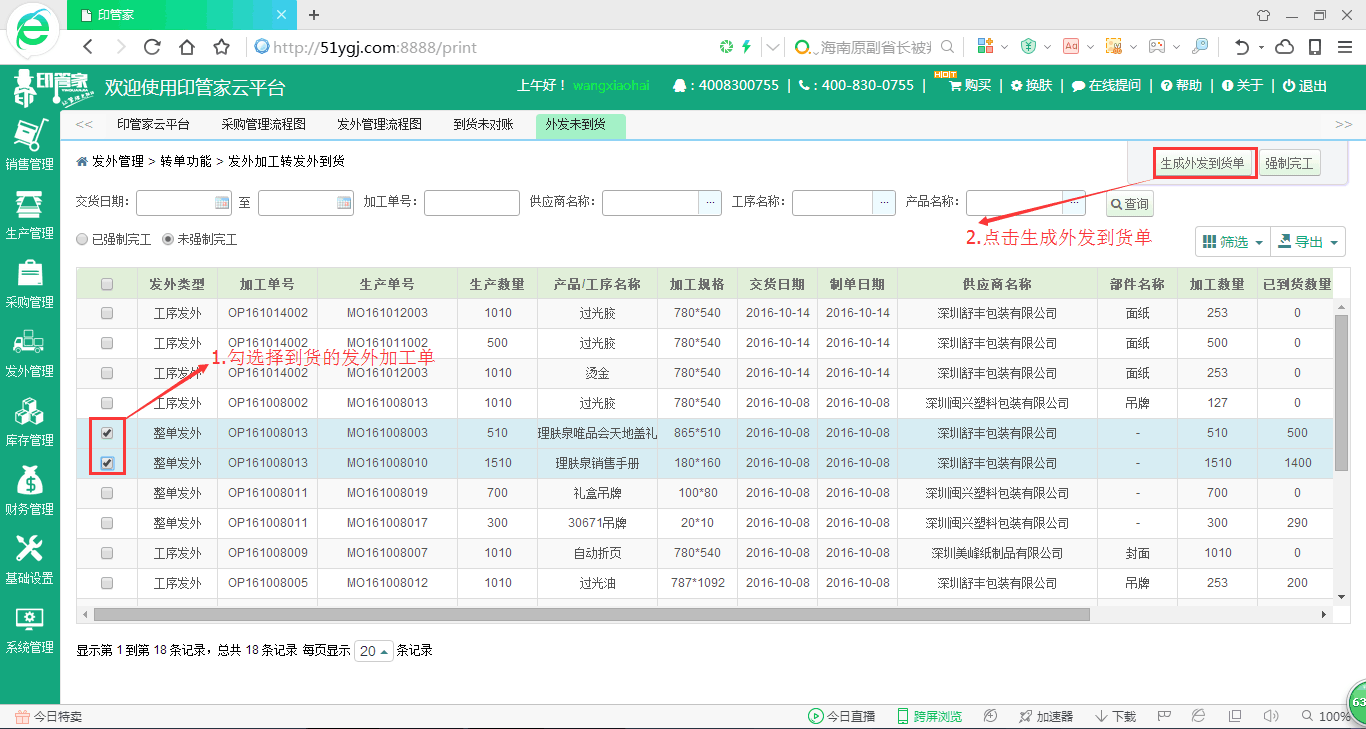 印管家
http://51ygj.com:8888/print
海南原副省长被
印管家 欢迎使用印管家云平台 上午好！ wangxiaohai : 4008300755 | : 400-830-0755 | HOT 购买 | 换肤 | 在线提问 | 帮助 | 关于 | 退出
<< 印管家云平台 采购管理流程图 发外管理流程图 到货未对账 外发未到货 >>
销售管理
生产管理
采购管理
发外管理
库存管理
财务管理
基础设置
系统管理
发外管理 > 转单功能 > 发外加工转发外到货 生成外发到货单 强制完工
交货日期: 至 加工单号: 供应商名称: ... 工序名称: ... 产品名称: ... 查询
2.点击生成外发到货单
已强制完工 未强制完工 筛选 导出
发外类型 加工单号 生产单号 生产数量 产品/工序名称 加工规格 交货日期 制单日期 供应商名称 部件名称 加工数量 已到货数量
工序发外 OP161014002 MO161012003 1010 过光胶 780*540 2016-10-14 2016-10-14 深圳舒丰包装有限公司 面纸 253 0
工序发外 OP161014002 MO161011002 500 过光胶 780*540 2016-10-14 2016-10-14 深圳舒丰包装有限公司 面纸 500 0
1.勾选择到货的发外加工单
工序发外 OP161014002 MO161012003 1010 烫金 780*540 2016-10-14 2016-10-14 深圳舒丰包装有限公司 面纸 253 0
工序发外 OP161008002 MO161008013 1010 过光胶 780*540 2016-10-08 2016-10-08 深圳闽兴塑料包装有限公司 吊牌 127 0
整单发外 OP161008013 MO161008003 510 理肤泉唯品会天地盖礼 865*510 2016-10-08 2016-10-08 深圳舒丰包装有限公司 - 510 500
整单发外 OP161008013 MO161008010 1510 理肤泉销售手册 180*160 2016-10-08 2016-10-08 深圳舒丰包装有限公司 - 1510 1400
整单发外 OP161008011 MO161008019 700 礼盒吊牌 100*80 2016-10-08 2016-10-08 深圳闽兴塑料包装有限公司 - 700 0
整单发外 OP161008011 MO161008017 300 30671吊牌 20*10 2016-10-08 2016-10-08 深圳闽兴塑料包装有限公司 - 300 290
工序发外 OP161008009 MO161008007 1010 自动折页 780*540 2016-10-08 2016-10-08 深圳美峰纸制品有限公司 封面 1010 0
工序发外 OP161008005 MO161008012 1010 过光油 787*1092 2016-10-08 2016-10-08 深圳舒丰包装有限公司 吊牌 253 200
显示第 1 到第 18 条记录，总共 18 条记录 每页显示 20 条记录
今日特卖 今日直播 跨屏浏览 加速器 下载 100% 63